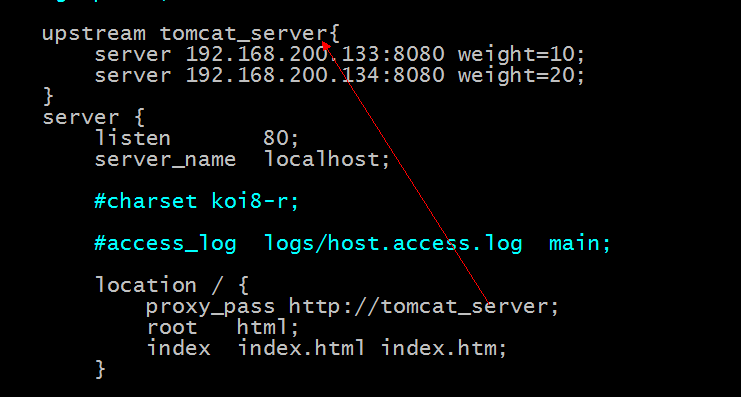 upstream tomcat_server{
server 192.168.200.133:8080 weight=10;
server 192.168.200.134:8080 weight=20;
}
server {
listen 80;
server_name localhost;
#charset koi8-r;
#access_log logs/host.access.log main;
location / {
proxy_pass http://tomcat_server;
root html;
index index.html index.htm;
}